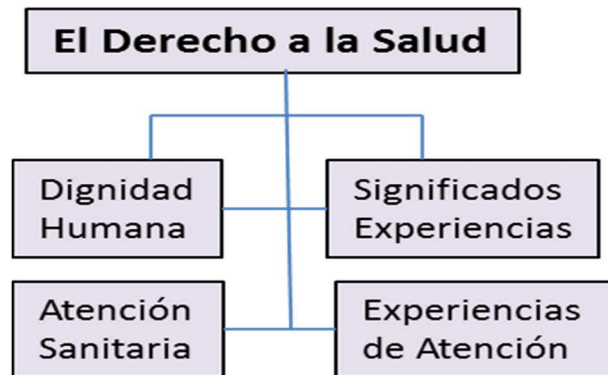 El Derecho a la Salud
Dignidad
Humana
Significados
Experiencias
Atención
Sanitaria
Experiencias
de Atención